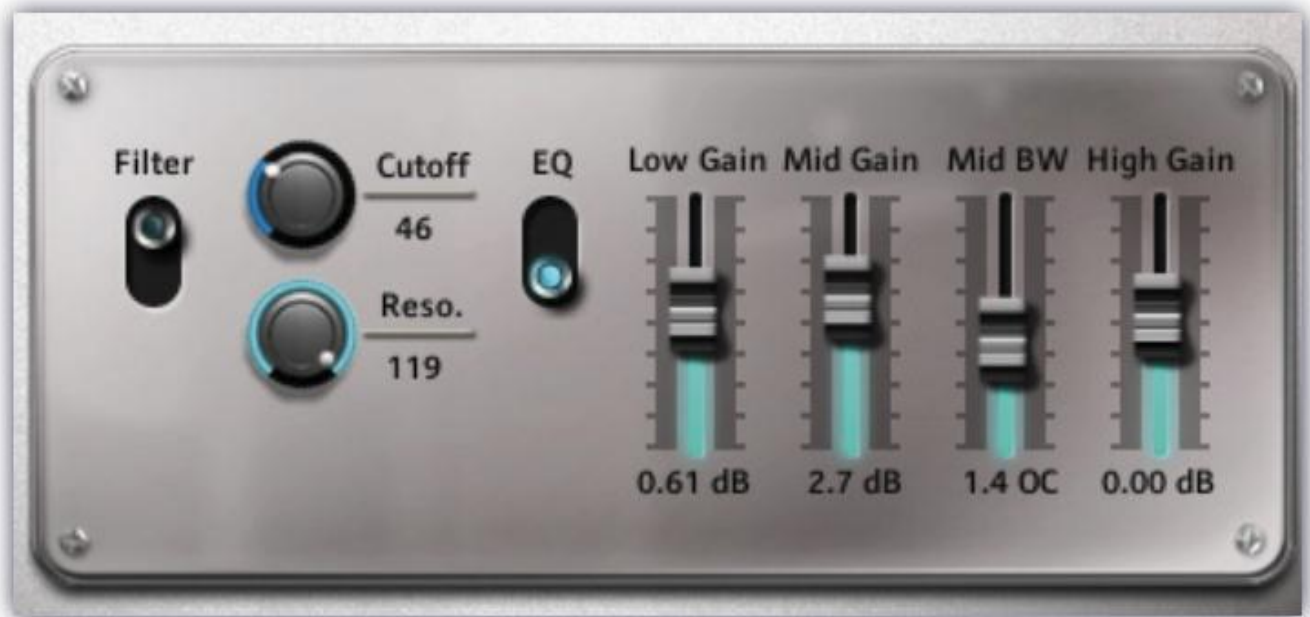 Filter
Cutoff
46
Reso.
119
EQ
Low Gain
0.61 dB
Mid Gain
2.7 dB
Mid BW
1.4 OC
High Gain
0.00 dB